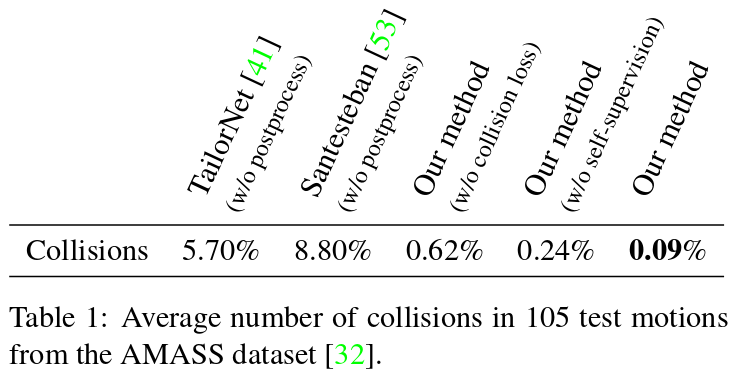 TailorNet [41]
(w/o postprocess)
Santesteban [53]
(w/o postprocess)
Our method
(w/o collision loss)
Our method
(w/o self-supervision)
Our method
Collisions 5.70% 8.80% 0.62% 0.24% 0.09%
Table 1: Average number of collisions in 105 test motions
from the AMASS dataset [32].